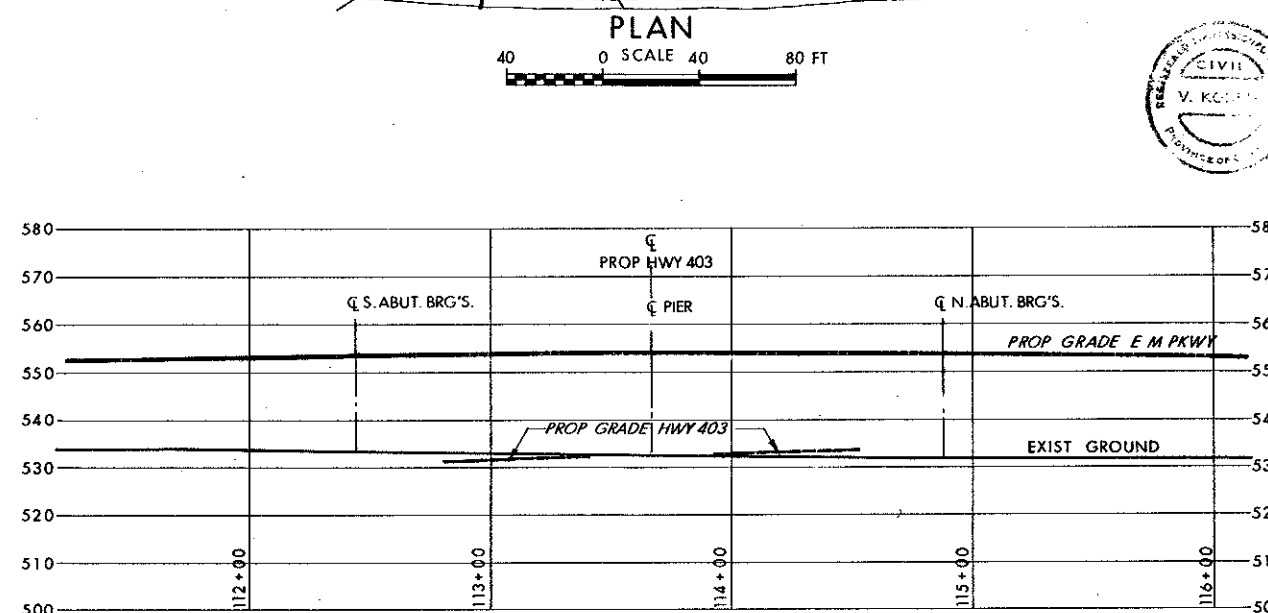 PLAN
SCALE
40 0 40 80 FT
CIVIL
580
570
560
550
540
530
520
510
500
℄
PROP HWY 403
℄ S. ABUT. BRG'S.
℄ PIER
℄ N. ABUT. BRG'S.
PROP GRADE E M PKWY
PROP GRADE HWY 403
EXIST GROUND
112+00
113+00
114+00
115+00
116+00